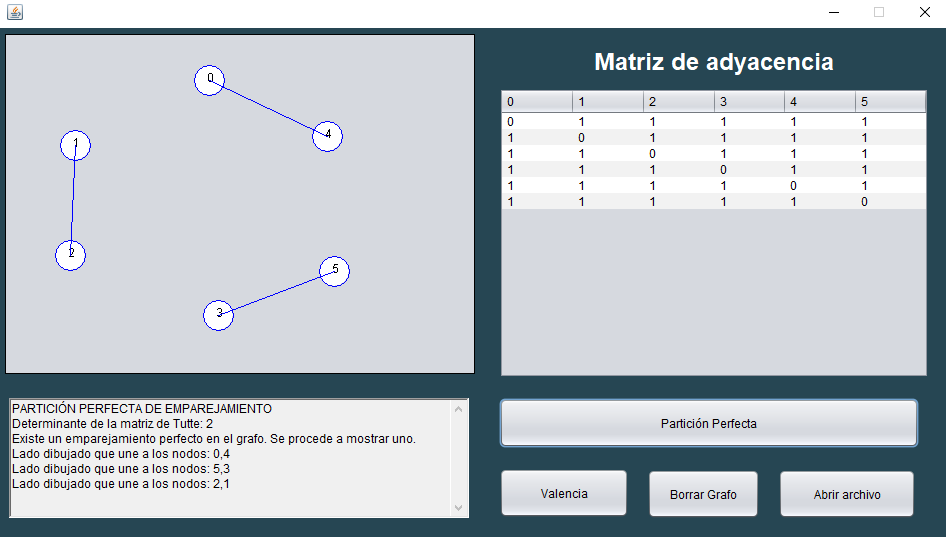 0
4
1
2
5
3
Matriz de adyacencia
0 1 2 3 4 5
0 1 1 1 1 1
1 0 1 1 1 1
1 1 0 1 1 1
1 1 1 0 1 1
1 1 1 1 0 1
1 1 1 1 1 0
PARTICIÓN PERFECTA DE EMPAREJAMIENTO
Determinante de la matriz de Tutte: 2
Existe un emparejamiento perfecto en el grafo. Se procede a mostrar uno.
Lado dibujado que une a los nodos: 0,4
Lado dibujado que une a los nodos: 5,3
Lado dibujado que une a los nodos: 2,1
Partición Perfecta
Valencia
Borrar Grafo
Abrir archivo